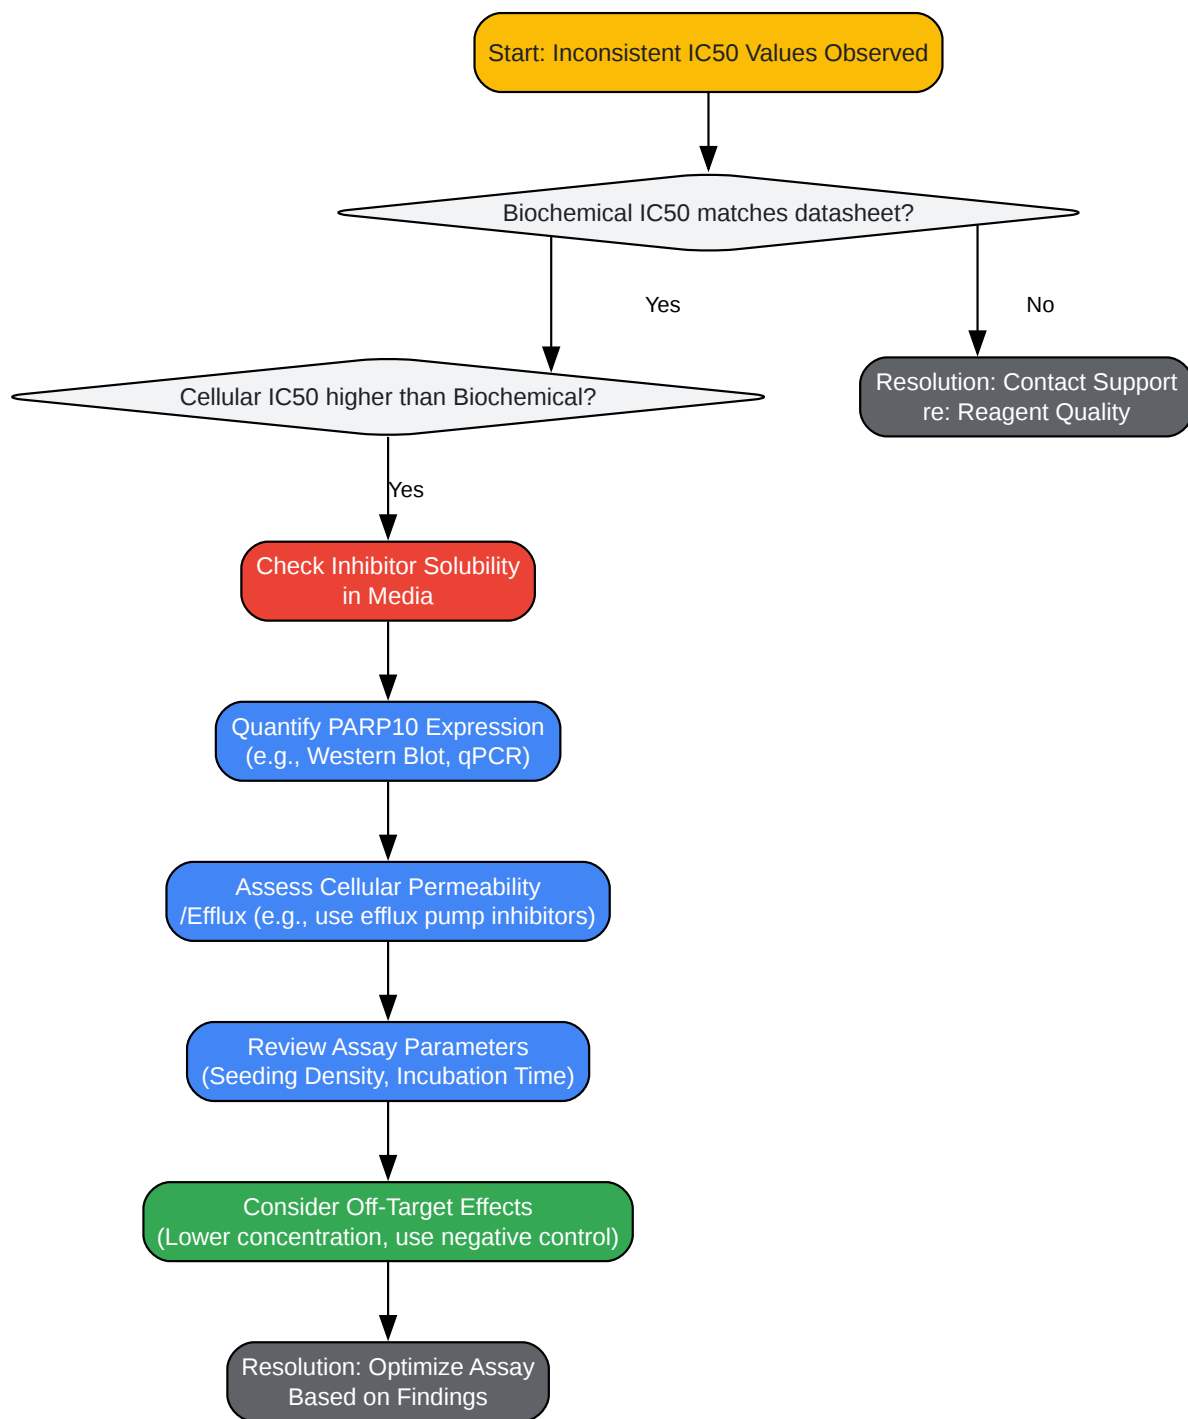 Start: Inconsistent IC50 Values Observed
Biochemical IC50 matches datasheet?
Yes
No
Resolution: Contact Support
re: Reagent Quality
Cellular IC50 higher than Biochemical?
Yes
Check Inhibitor Solubility
in Media
Quantify PARP10 Expression
(e.g., Western Blot, qPCR)
Assess Cellular Permeability
/Efflux (e.g., use efflux pump inhibitors)
Review Assay Parameters
(Seeding Density, Incubation Time)
Consider Off-Target Effects
(Lower concentration, use negative control)
Resolution: Optimize Assay
Based on Findings